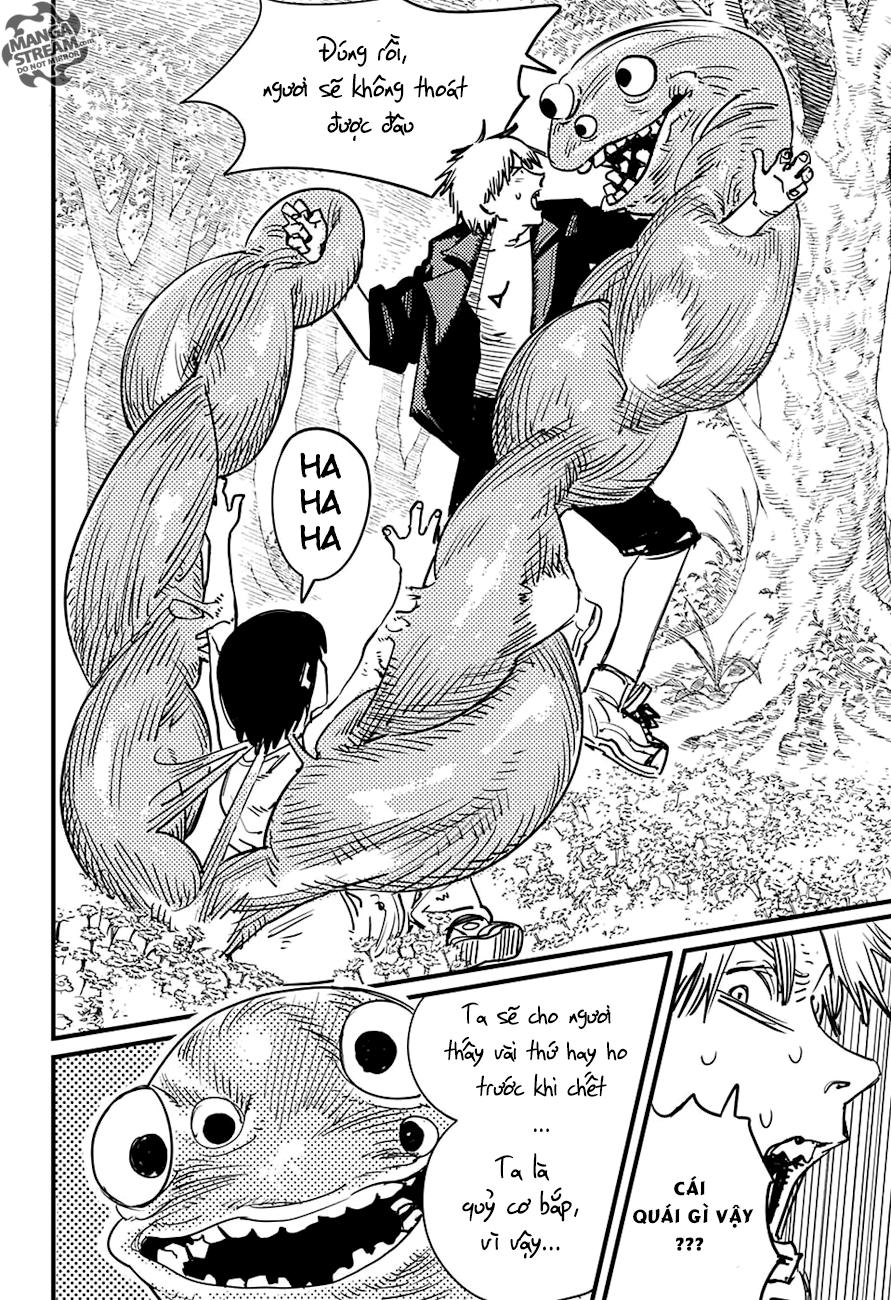 MANGA
STREAM.com
DO NOT MIRROR
Đúng rồi,
ngươi sẽ không thoát
được đâu
HA
HA
HA
Ta sẽ cho ngươi
thấy vài thứ hay ho
trước khi chết
...
Ta là
quỷ cơ bắp,
vì vậy...
CÁI
QUÁI GÌ VẬY
???